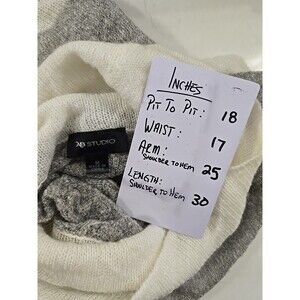 INCHES
PIT TO PIT: 18
WAIST: 17
ARM: 25
SHOULDER TO HEM
LENGTH: 30
SHOULDER TO HEM
STUDIO